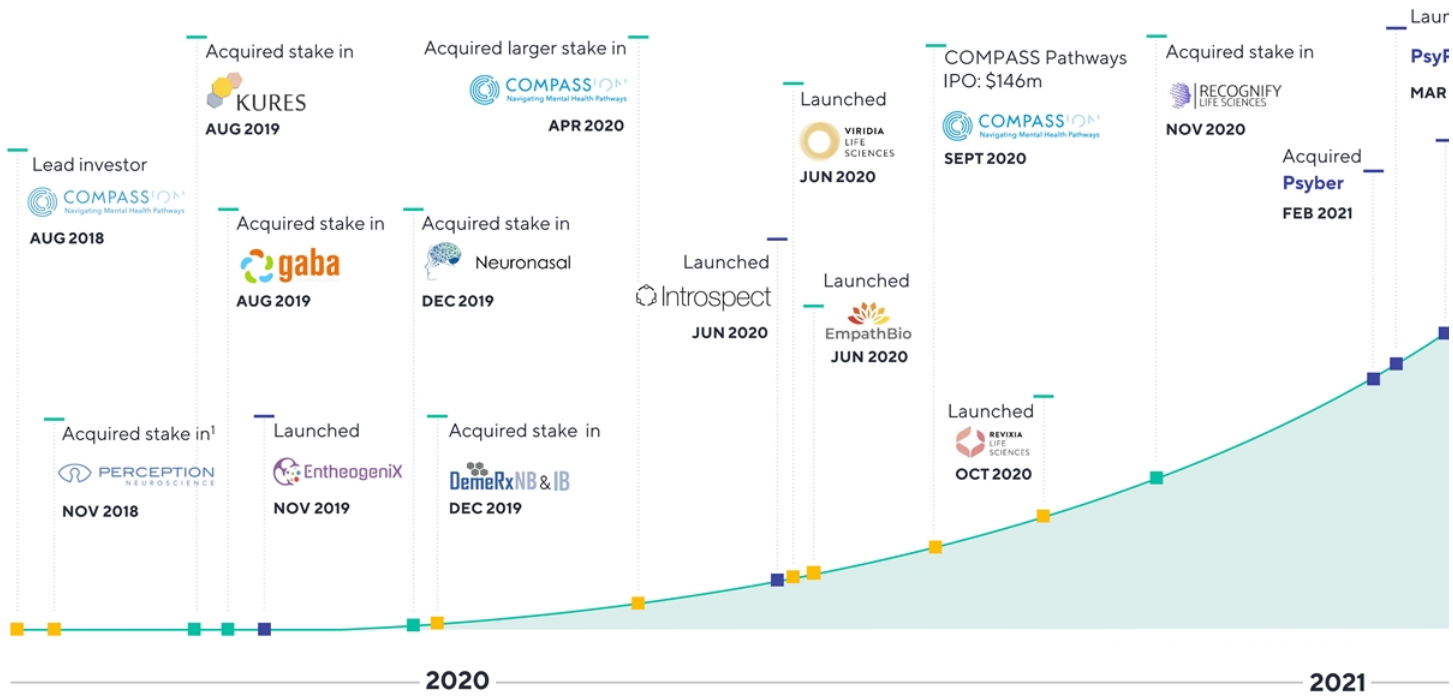 Lead investor
COMPASS
Navigating Mental Health Pathways
AUG 2018
Acquired stake in¹
PERCEPTION
NEUROSCIENCE
NOV 2018
Acquired stake in
KURES
AUG 2019
Acquired stake in
gaba
AUG 2019
Launched
EntheogeniX
NOV 2019
Acquired stake in
Neuronasal
DEC 2019
Acquired stake in
DemeRx NB & IB
DEC 2019
Acquired larger stake in
COMPASS
Navigating Mental Health Pathways
APR 2020
Launched
Introspect
JUN 2020
Launched
VIRIDIA
LIFE
SCIENCES
JUN 2020
Launched
EmpathBio
JUN 2020
COMPASS Pathways
IPO: $146m
COMPASS
Navigating Mental Health Pathways
SEPT 2020
Launched
REVIXIA
LIFE
SCIENCES
OCT 2020
Acquired stake in
RECOGNIFY
LIFE SCIENCES
NOV 2020
Acquired
Psyber
FEB 2021
Laun
PsyP
MAR
2020
2021